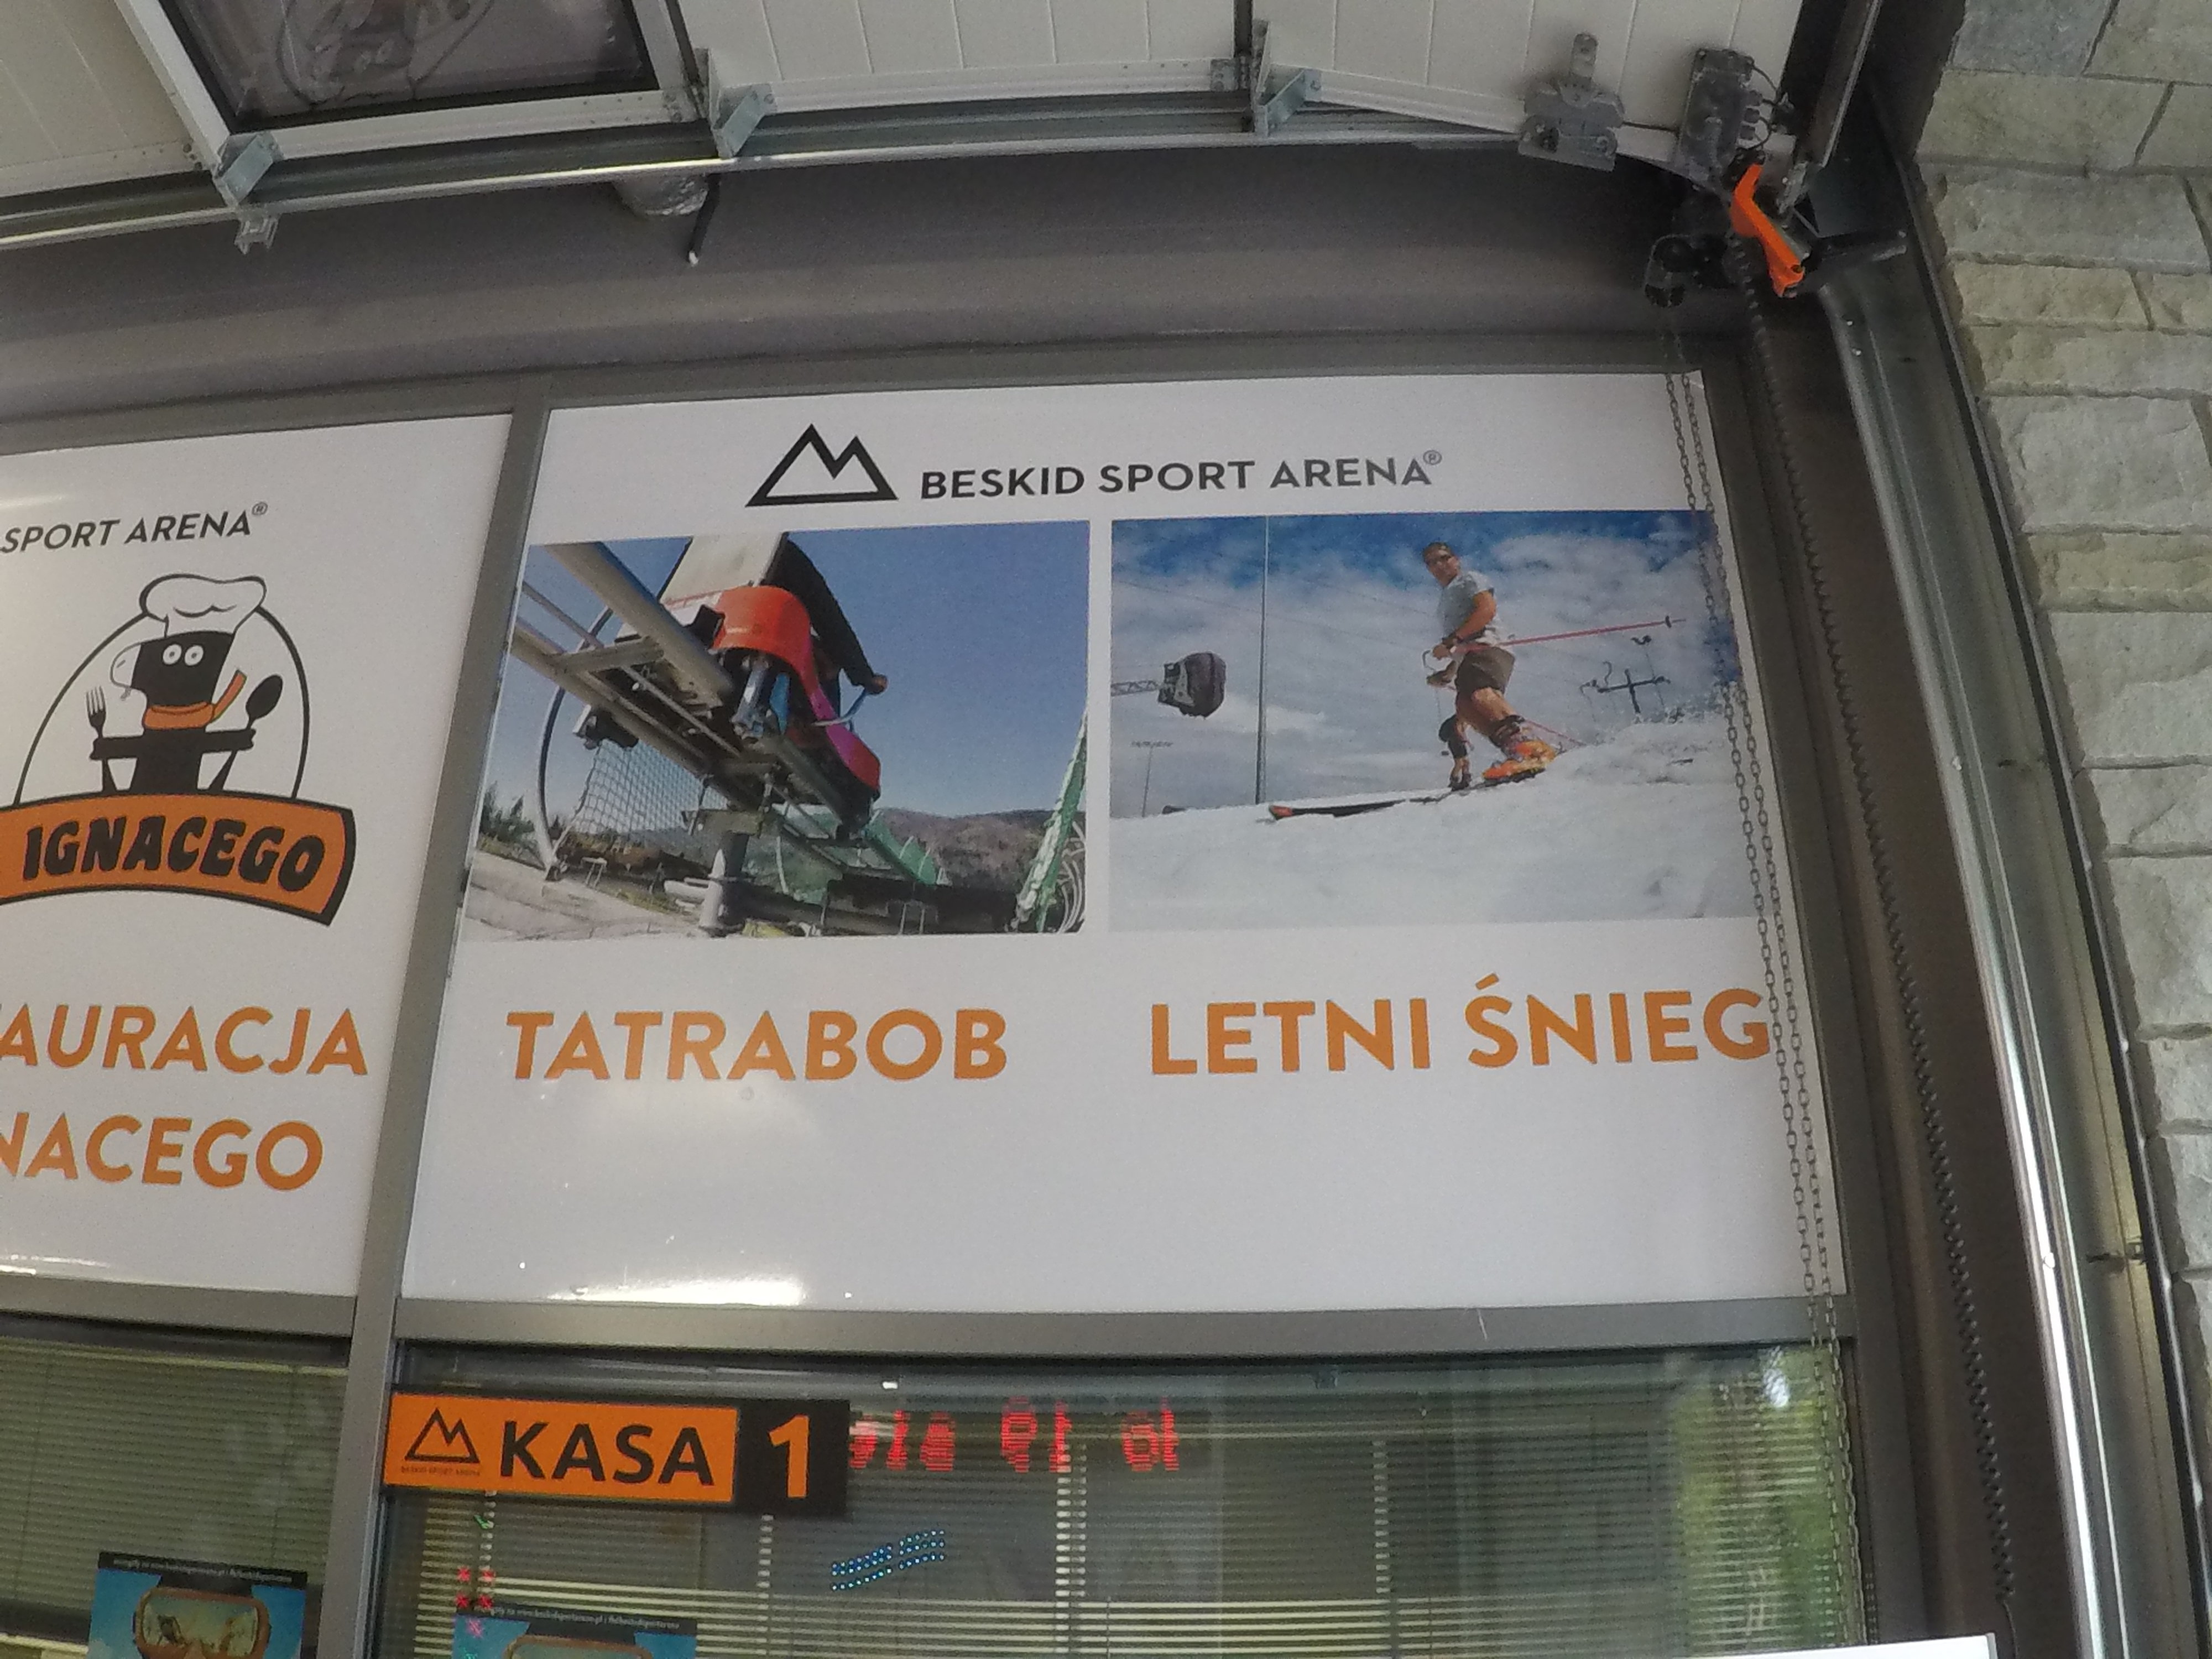 SPORT ARENA®
IGNACEGO
AURACJA
NACEGO
BESKID SPORT ARENA®
TATRABOB
LETNI ŚNIEG
KASA 1